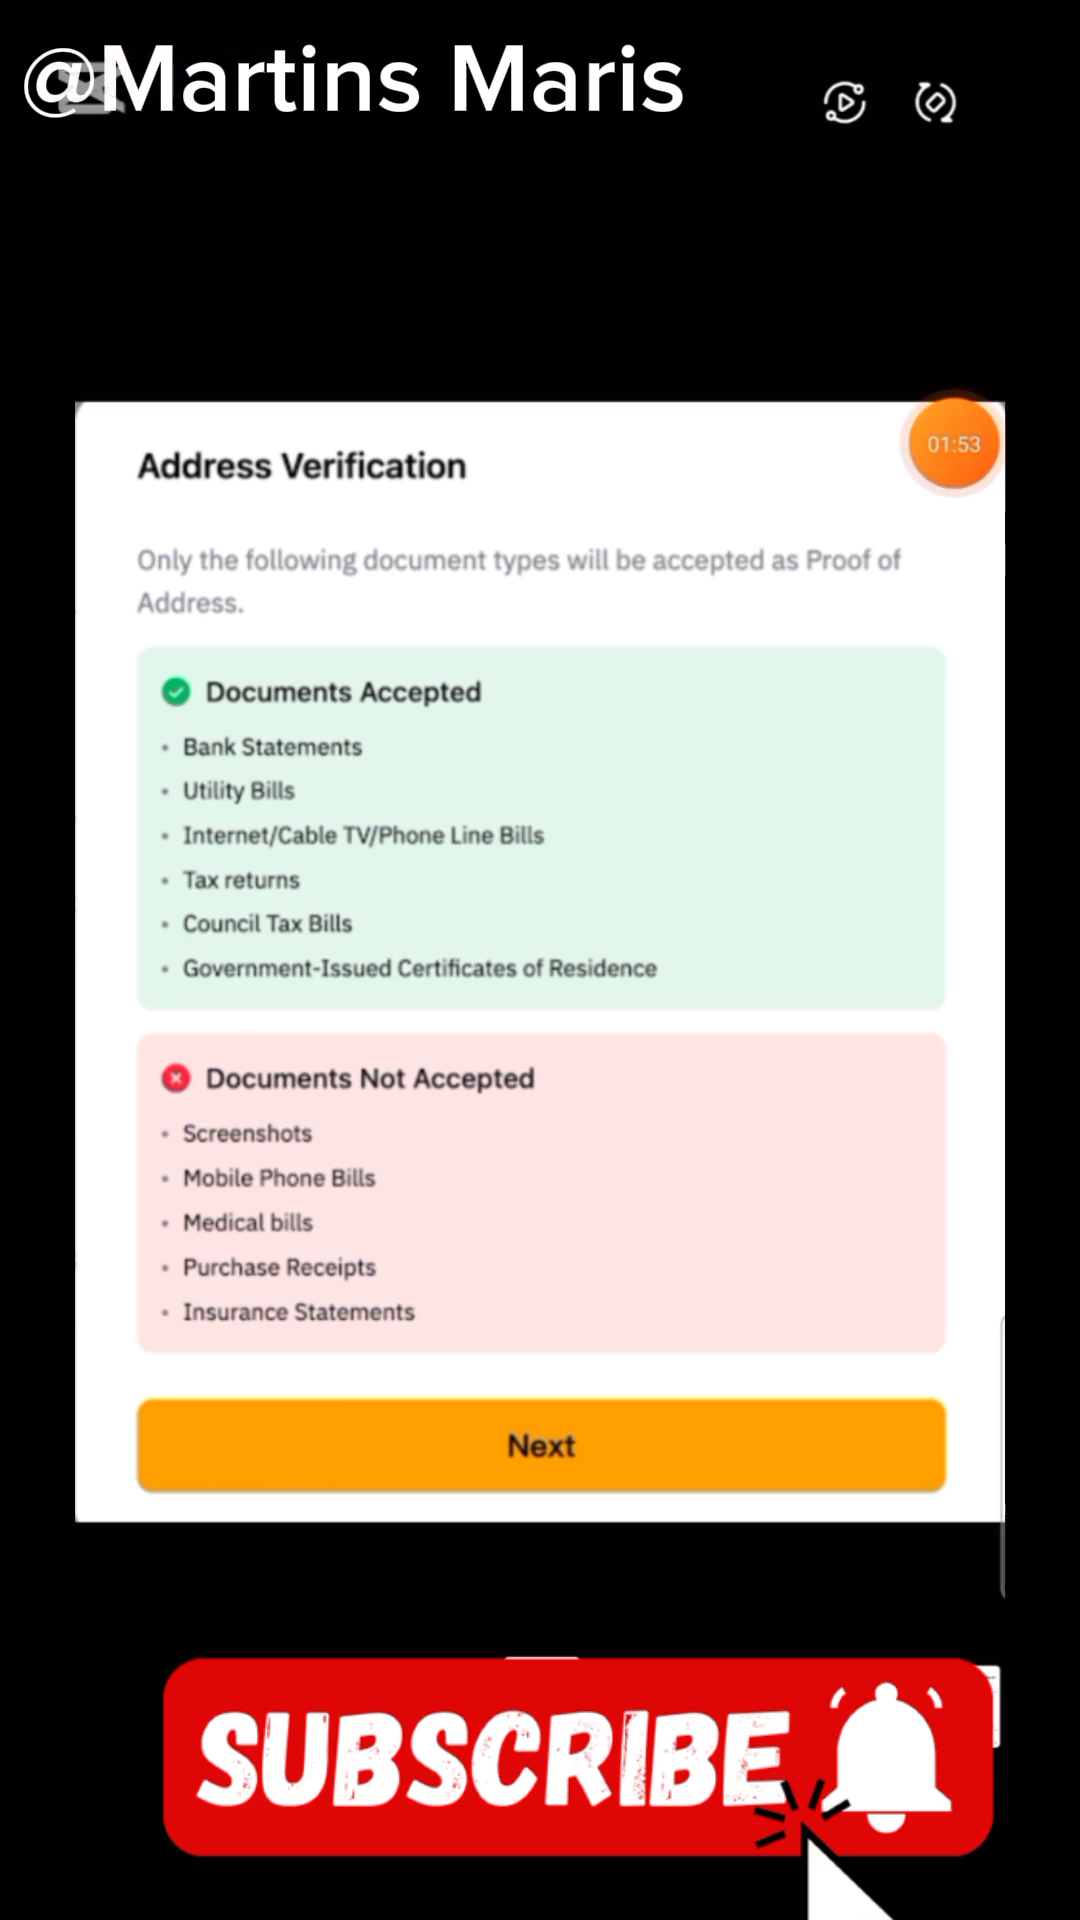 @Martins Maris
01:53
Address Verification
Only the following document types will be accepted as Proof of
Address.
Documents Accepted
• Bank Statements
• Utility Bills
• Internet/Cable TV/Phone Line Bills
• Tax returns
• Council Tax Bills
• Government-Issued Certificates of Residence
Documents Not Accepted
• Screenshots
• Mobile Phone Bills
• Medical bills
• Purchase Receipts
• Insurance Statements
Next
SUBSCRIBE